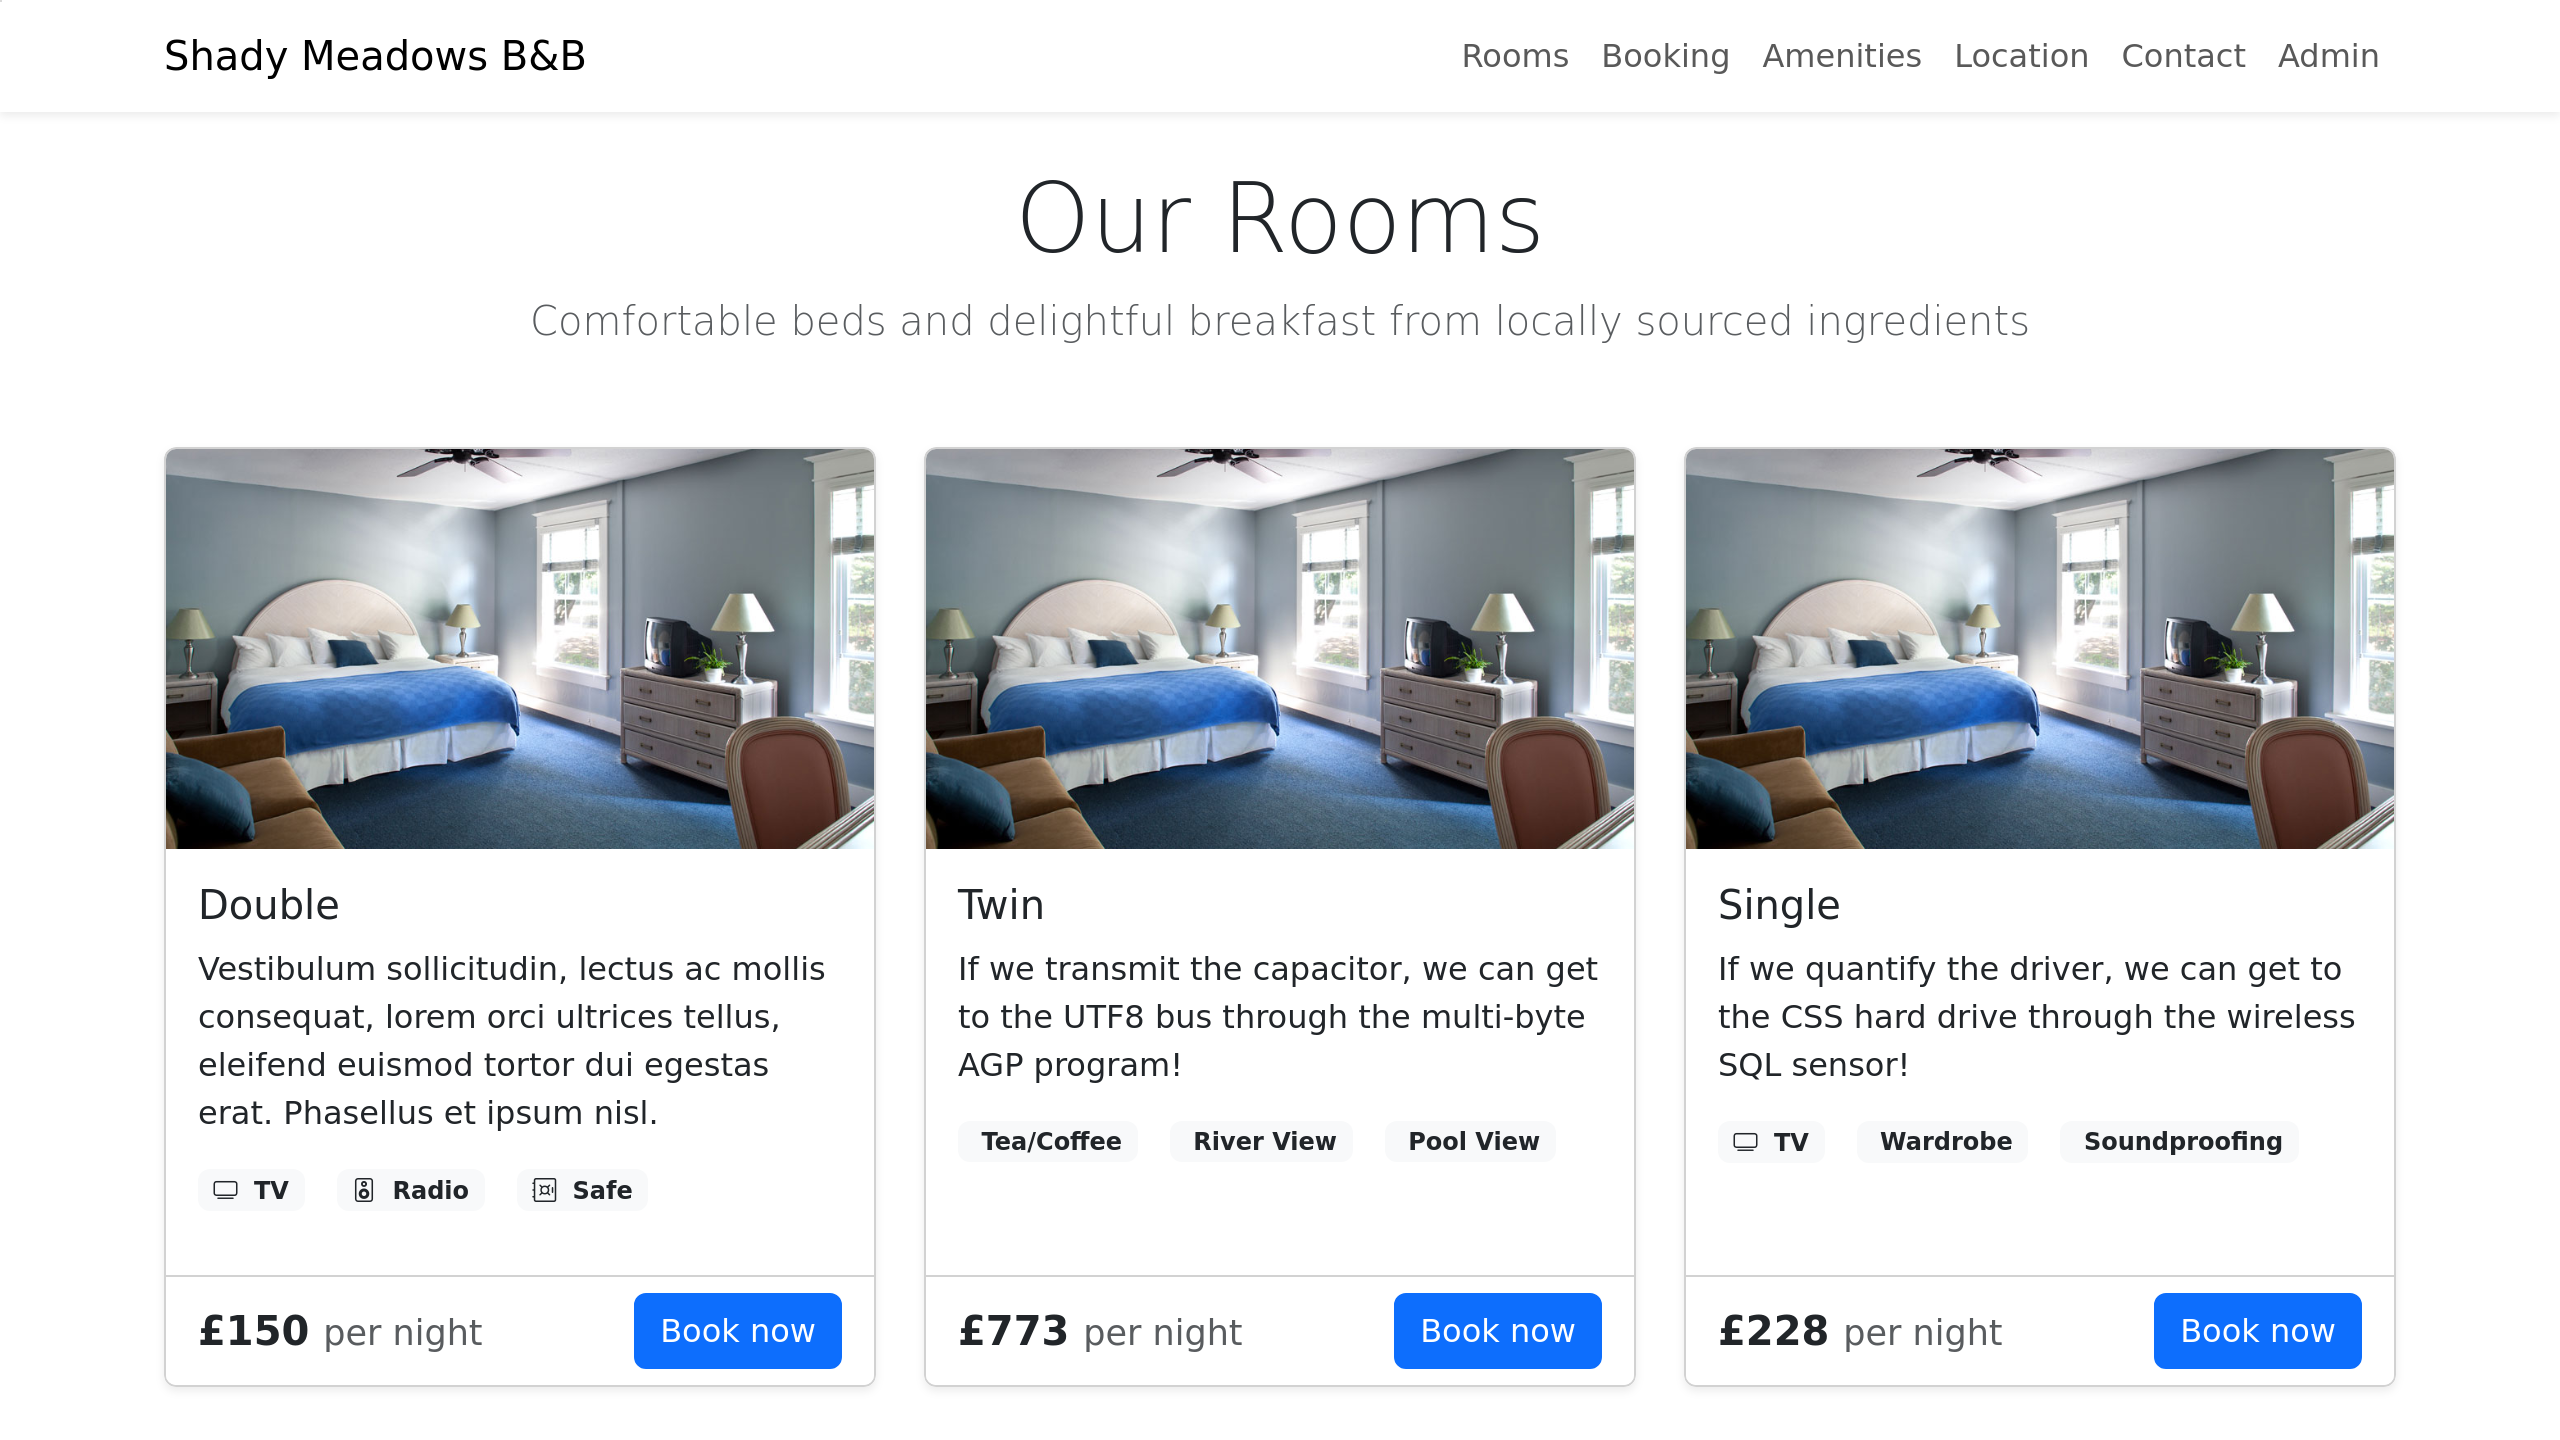 Shady Meadows B&B
Rooms Booking Amenities Location Contact Admin
Our Rooms
Comfortable beds and delightful breakfast from locally sourced ingredients
Double
Vestibulum sollicitudin, lectus ac mollis
consequat, lorem orci ultrices tellus,
eleifend euismod tortor dui egestas
erat. Phasellus et ipsum nisl.
TV Radio Safe
£150 per night
Book now
Twin
If we transmit the capacitor, we can get
to the UTF8 bus through the multi-byte
AGP program!
Tea/Coffee River View Pool View
£773 per night
Book now
Single
If we quantify the driver, we can get to
the CSS hard drive through the wireless
SQL sensor!
TV Wardrobe Soundproofing
£228 per night
Book now